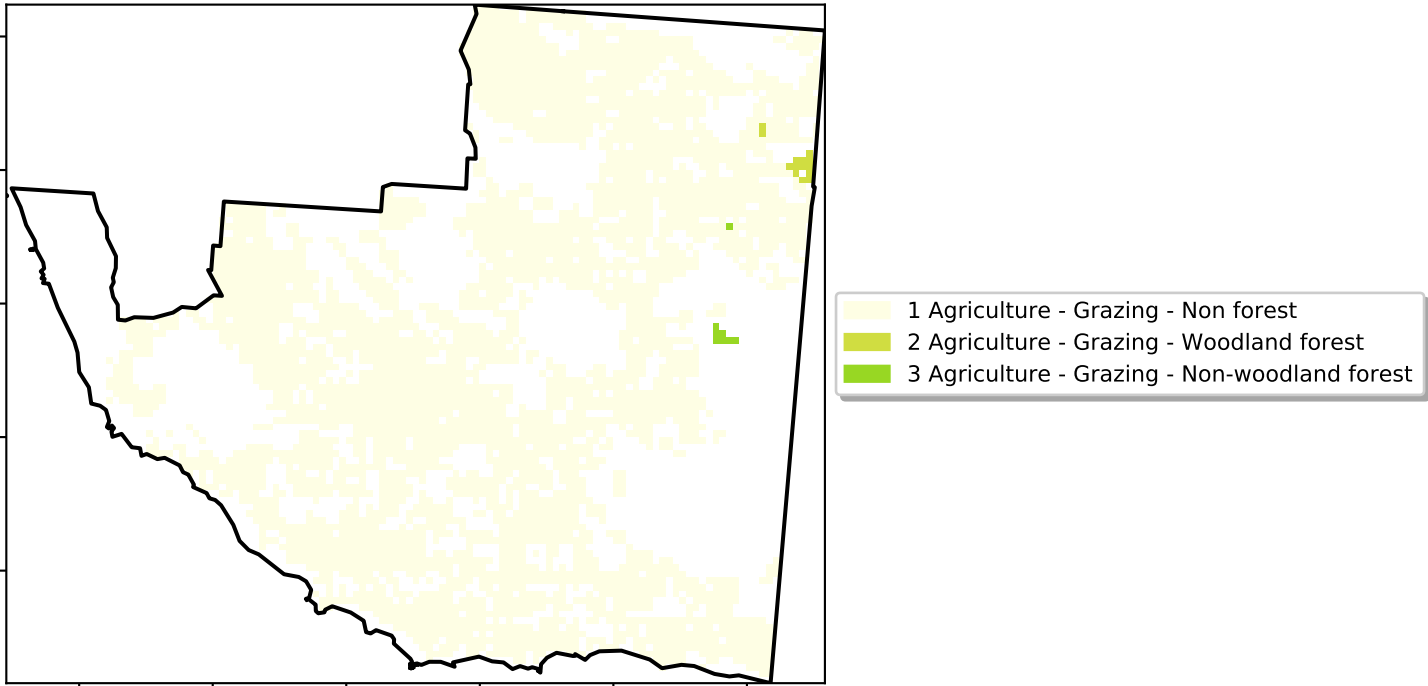 1 Agriculture - Grazing - Non forest
2 Agriculture - Grazing - Woodland forest
3 Agriculture - Grazing - Non-woodland forest